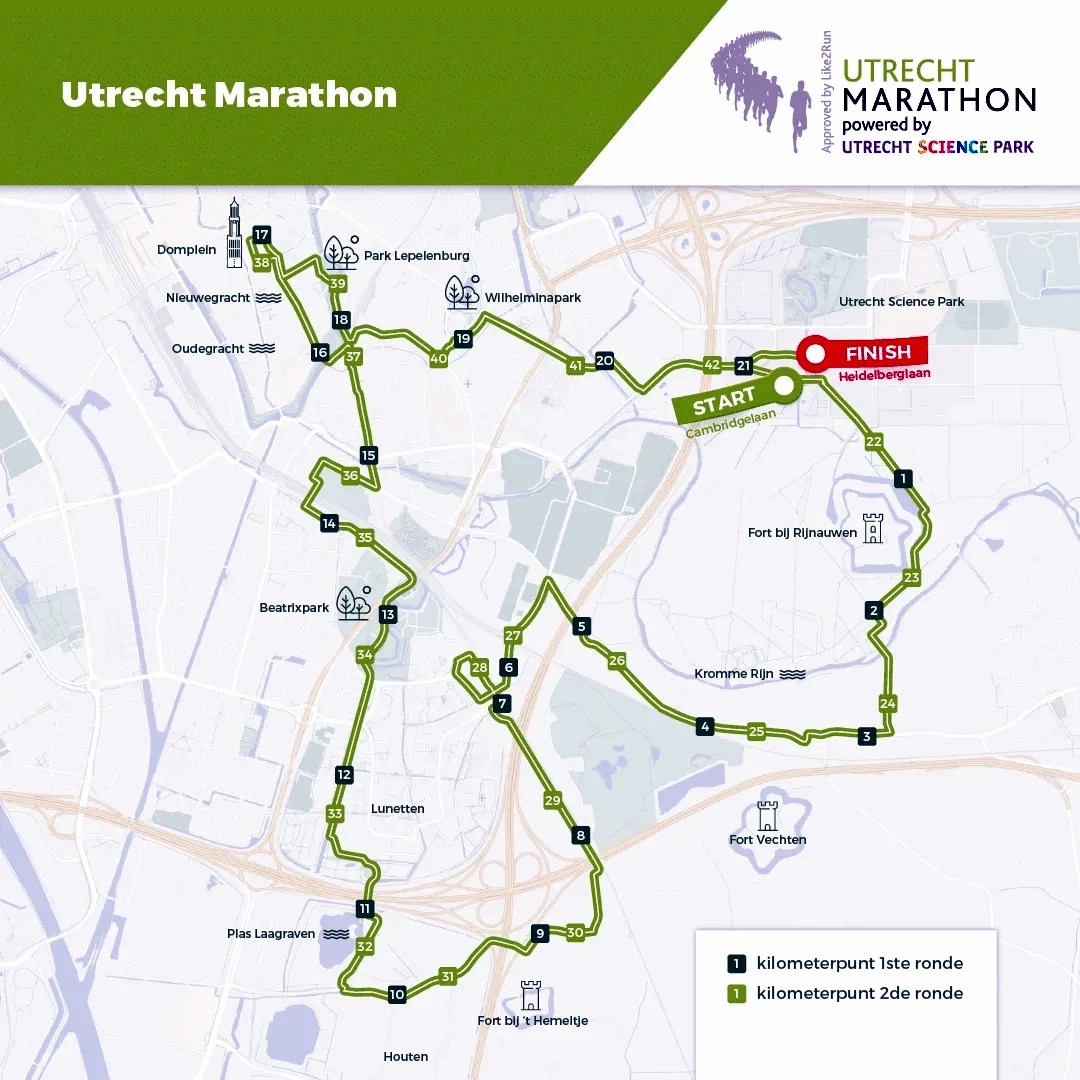 Utrecht Marathon
Approved by Like2Run
UTRECHT
MARATHON
powered by
UTRECHT SCIENCE PARK
Domplein
17
38
Park Lepelenburg
39
Nieuwegracht
Wilhelminapark
Utrecht Science Park
18
Oudegracht
16
37
19
40
41
20
42
21
FINISH
Heidelberglaan
START
Cambridgelaan
22
15
36
1
14
35
Fort bij Rijnauwen
23
Beatrixpark
13
2
5
27
34
26
28
6
Kromme Rijn
7
24
4
25
3
12
29
33
Lunetten
8
Fort Vechten
11
Plas Laagraven
32
9
30
31
10
Fort bij 't Hemeltje
Houten
1 kilometerpunt 1ste ronde
1 kilometerpunt 2de ronde